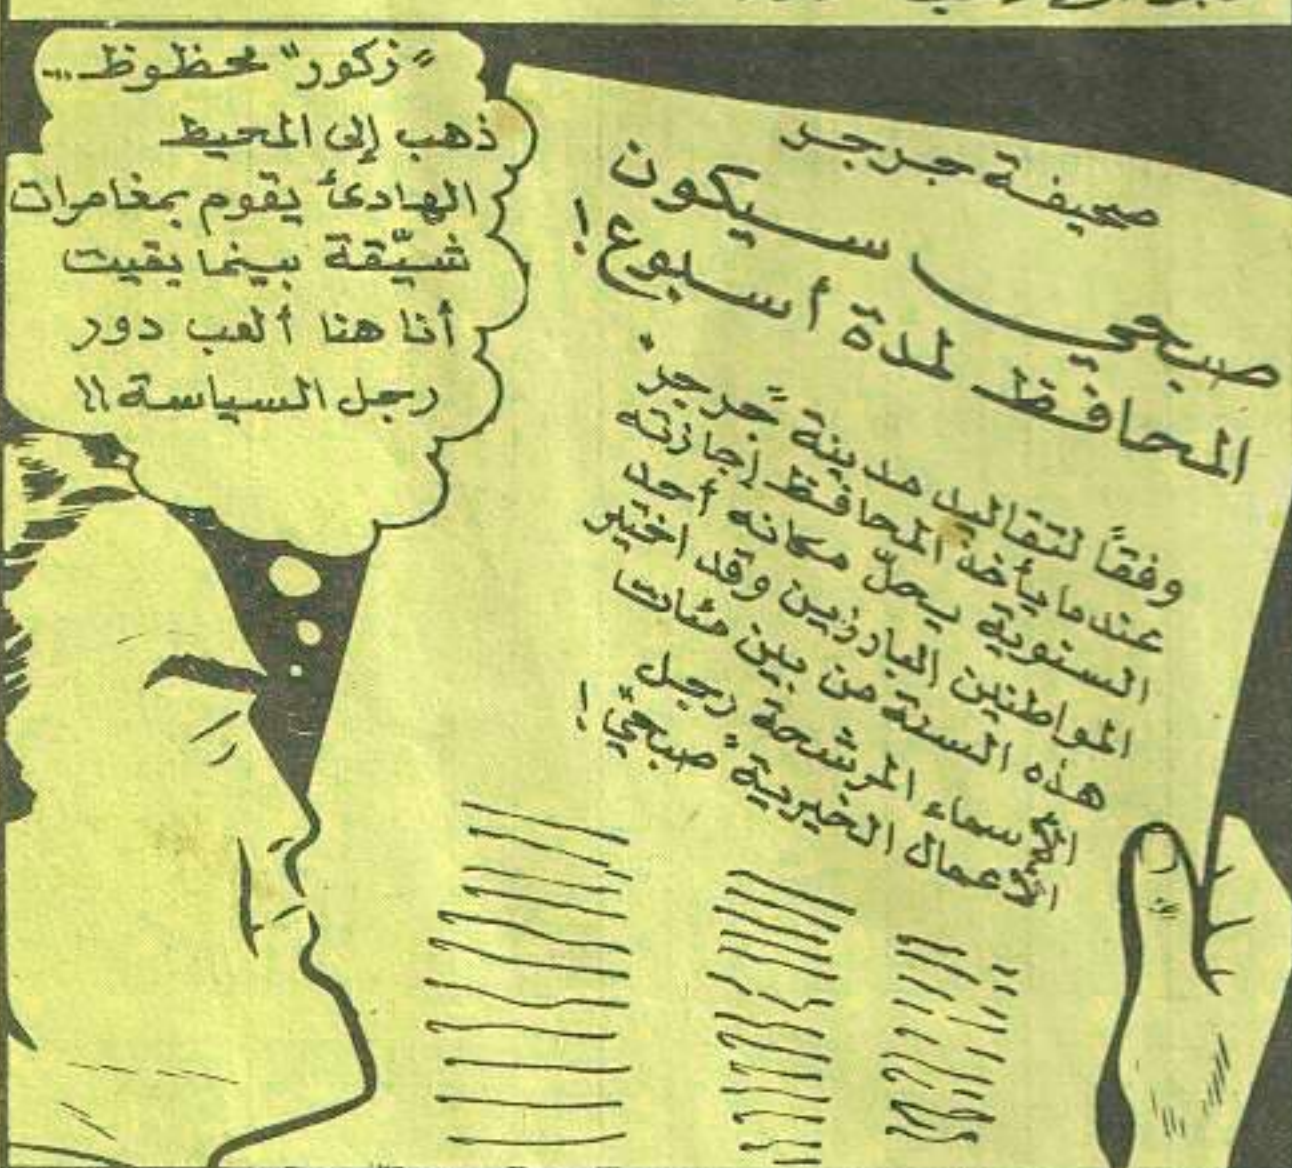 "زكور" محظوظ...
ذهب إلى المحيط
الهادئ يقوم بمغامرات
شيّقة بينما بقيت
أنا هنا ألعب دور
رجل السياسة!!
صحيفة جرجر
صبحي سيكون
المحافظ لمدة أسبوع!
وفقاً لتقاليد مدينة "جرجر"
عندما يأخذ المحافظ إجازته
السنوية يحلّ مكانه أحد
المواطنين البارزين وقد اختير
هذه السنة من بين مئات
الأسماء المرشحة رجل
الأعمال الخيرية "صبحي"!